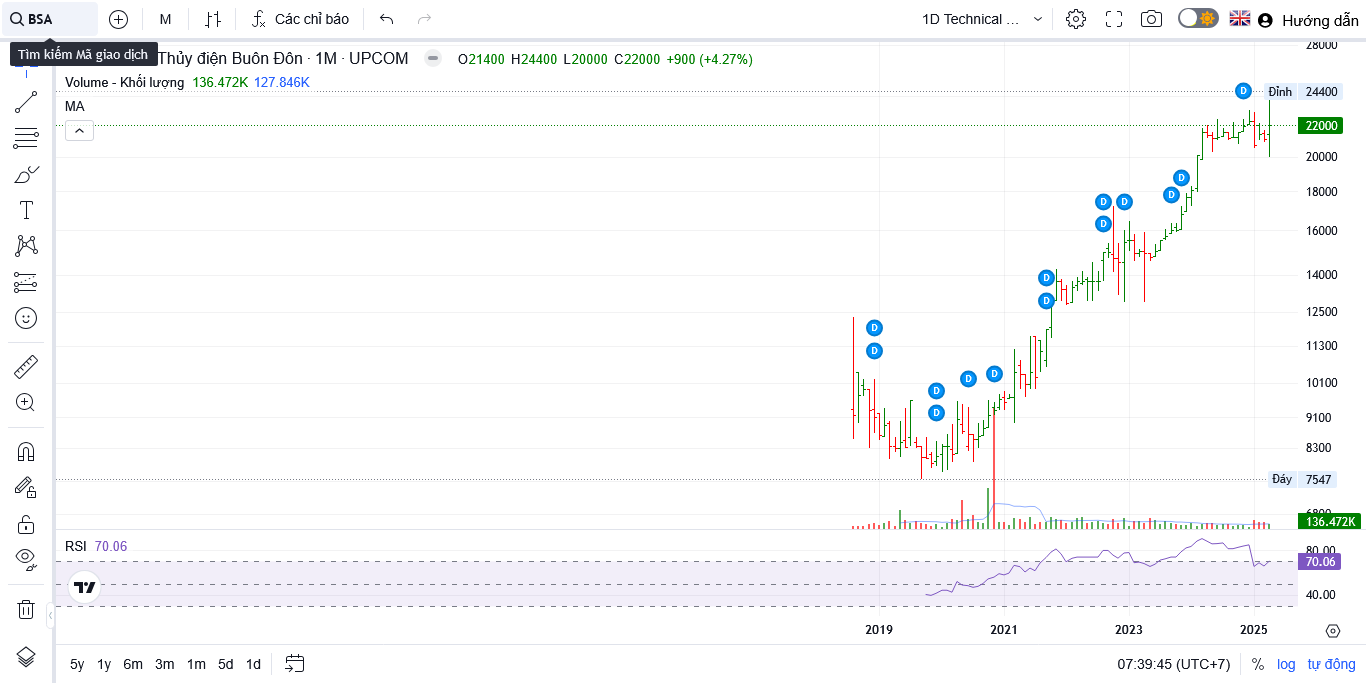 BSA
M
Các chỉ báo
1D Technical ...
Hướng dẫn
Tìm kiếm Mã giao dịch
Thủy điện Buôn Đôn · 1M · UPCOM
O21400 H24400 L20000 C22000 +900 (+4.27%)
Volume - Khối lượng 136.472K 127.846K
MA
28000
D
Đỉnh 24400
22000
20000
D
18000
D
D D
16000
D
D
14000
D
12500
D
11300
D
D
D
10100
D
D
9100
8300
Đáy 7547
136.472K
RSI 70.06
80.00
70.06
40.00
2019 2021 2023 2025
5y 1y 6m 3m 1m 5d 1d
07:39:45 (UTC+7)
% log tự động